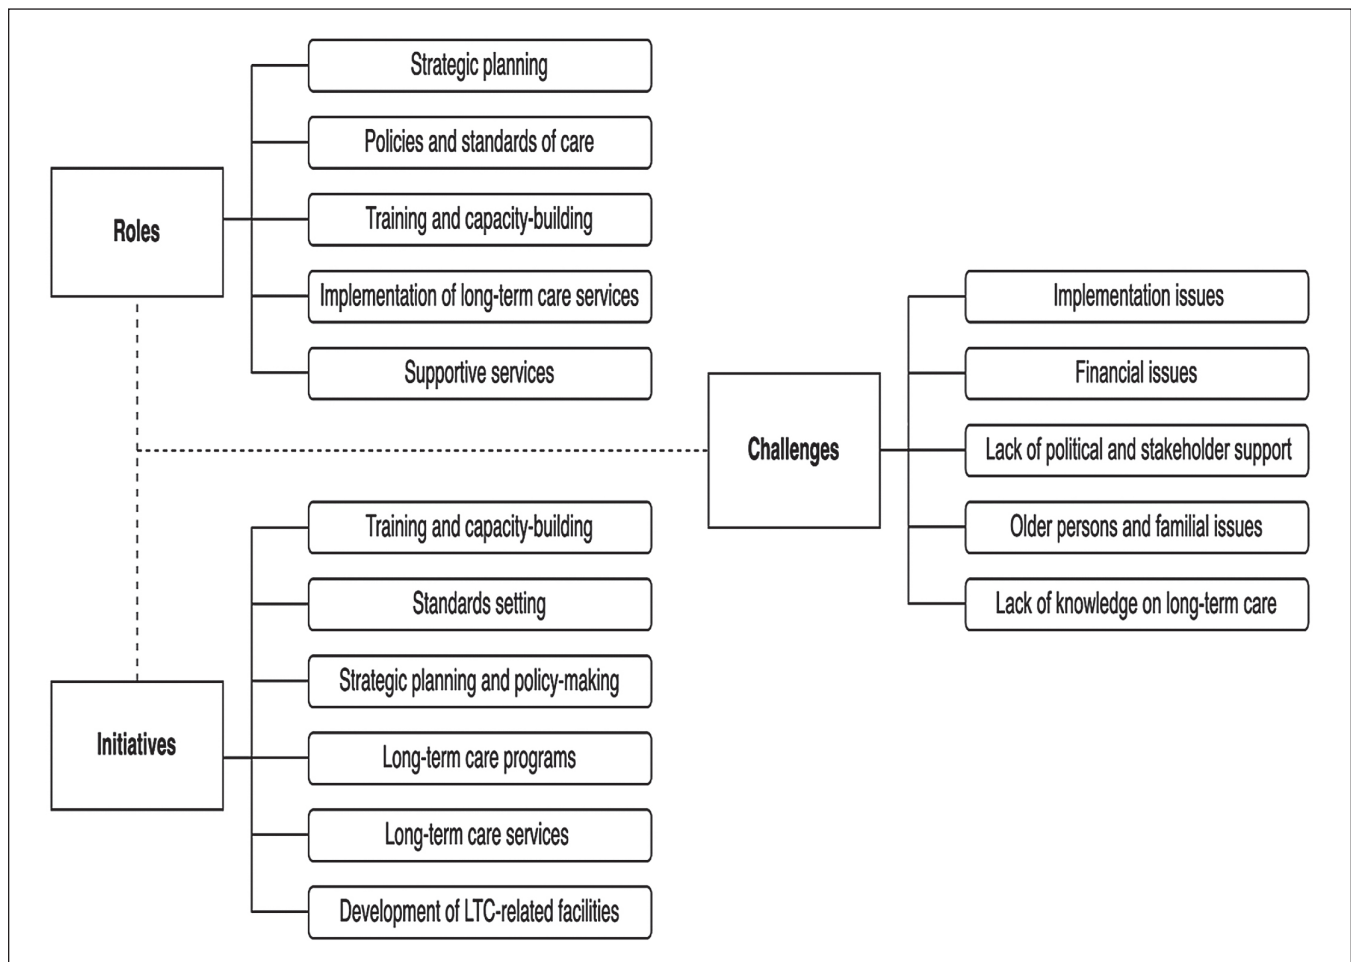 Roles
Strategic planning
Policies and standards of care
Training and capacity-building
Implementation of long-term care services
Supportive services
Initiatives
Training and capacity-building
Standards setting
Strategic planning and policy-making
Long-term care programs
Long-term care services
Development of LTC-related facilities
Challenges
Implementation issues
Financial issues
Lack of political and stakeholder support
Older persons and familial issues
Lack of knowledge on long-term care